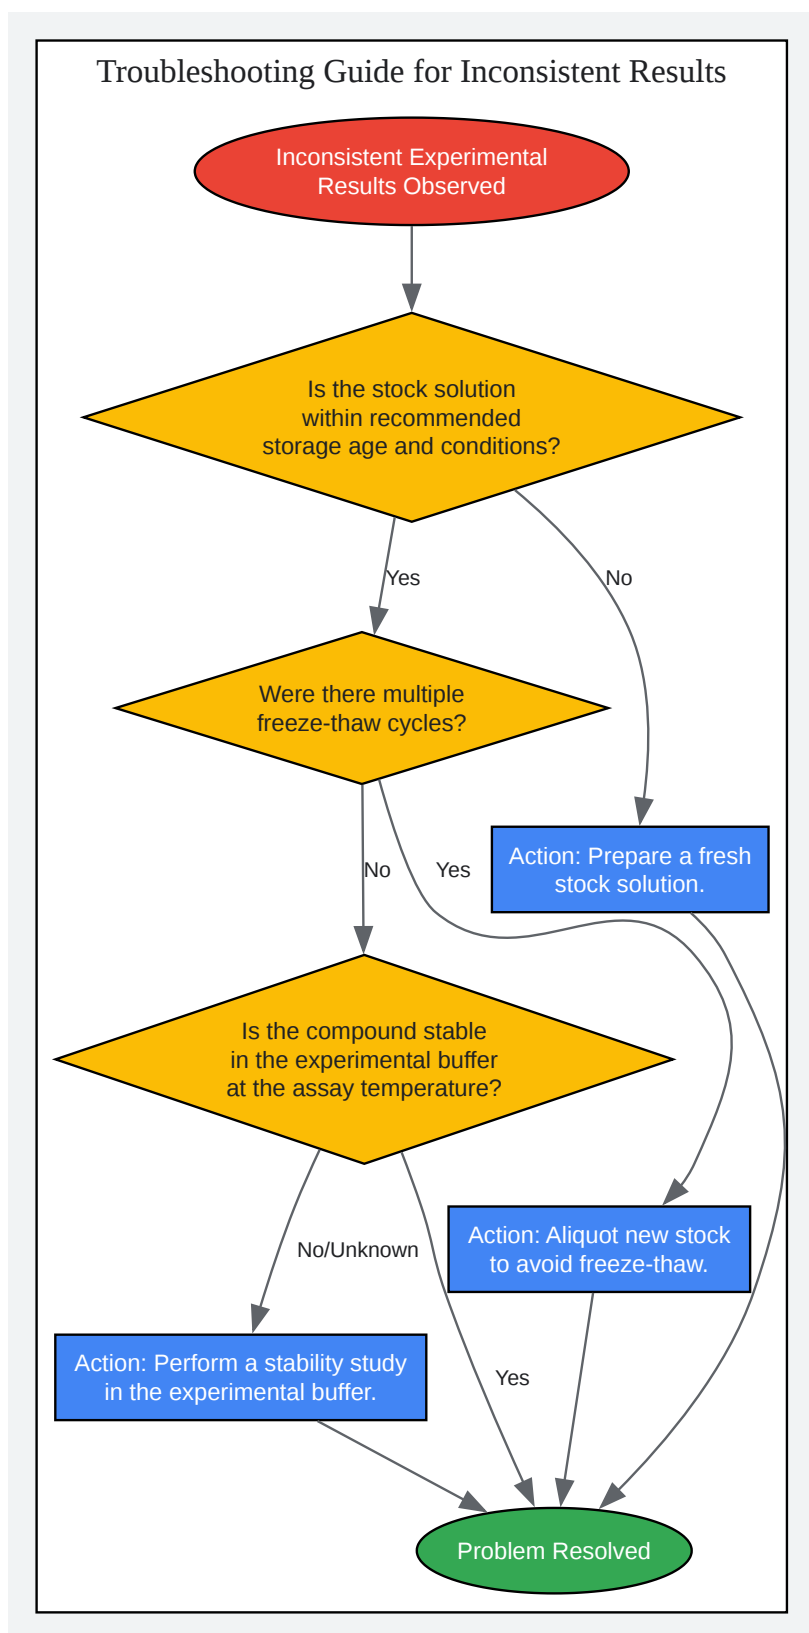 Troubleshooting Guide for Inconsistent Results
Inconsistent Experimental
Results Observed
Is the stock solution
within recommended
storage age and conditions?
Yes
No
Were there multiple
freeze-thaw cycles?
No
Yes
Action: Prepare a fresh
stock solution.
Is the compound stable
in the experimental buffer
at the assay temperature?
No/Unknown
Action: Aliquot new stock
to avoid freeze-thaw.
Action: Perform a stability study
in the experimental buffer.
Yes
Problem Resolved